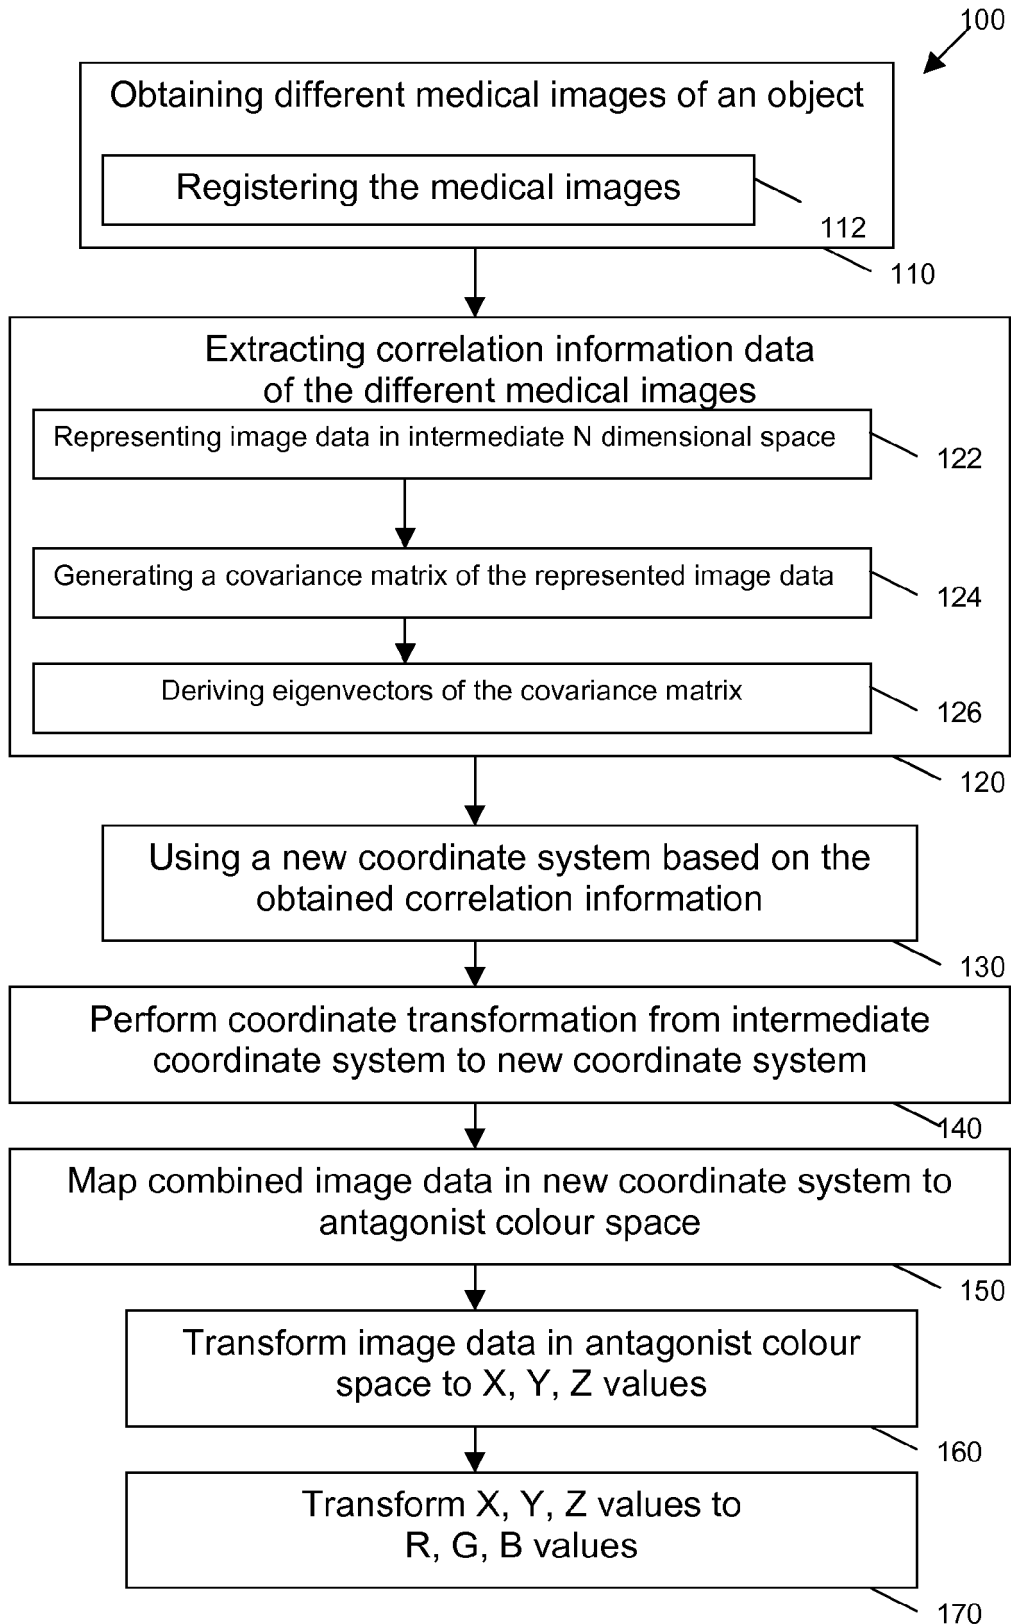 100
Obtaining different medical images of an object
Registering the medical images
112
110
Extracting correlation information data
of the different medical images
Representing image data in intermediate N dimensional space
122
Generating a covariance matrix of the represented image data
124
Deriving eigenvectors of the covariance matrix
126
120
Using a new coordinate system based on the
obtained correlation information
130
Perform coordinate transformation from intermediate
coordinate system to new coordinate system
140
Map combined image data in new coordinate system to
antagonist colour space
150
Transform image data in antagonist colour
space to X, Y, Z values
160
Transform X, Y, Z values to
R, G, B values
170